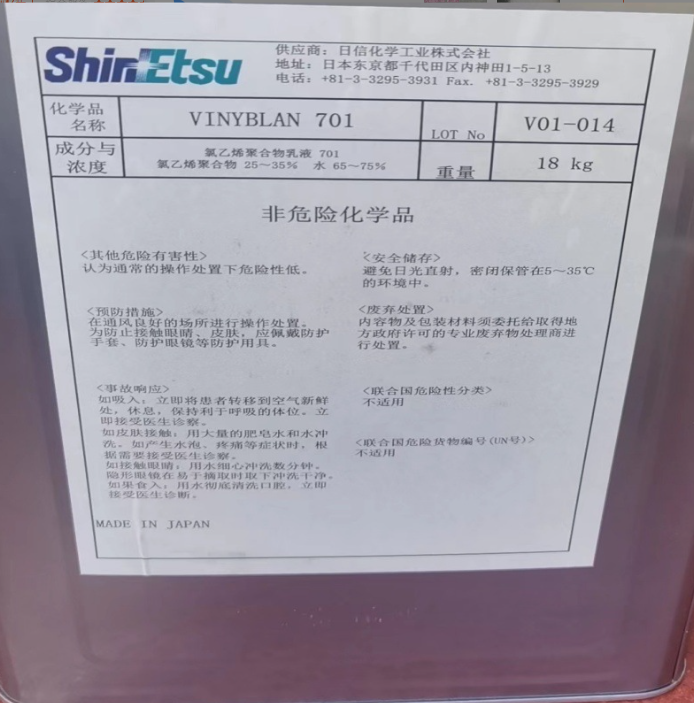 ShinEtsu
供应商: 日信化学工业株式会社
地址: 日本东京都千代田区内神田1-5-13
电话: +81-3-3295-3931 Fax. +81-3-3295-3929
化学品
名称
VINYBLAN 701
LOT No
V01-014
成分与
浓度
氯乙烯聚合物乳液 701
氯乙烯聚合物 25～35% 水 65～75%
重量
18 kg
非危险化学品
<其他危险有害性>
认为通常的操作处置下危险性低。
<安全储存>
避免日光直射，密闭保管在5～35℃
的环境中。
<预防措施>
在通风良好的场所进行操作处置。
为防止接触眼睛、皮肤，应佩戴防护
手套、防护眼镜等防护用具。
<废弃处置>
内容物及包装材料须委托给取得地
方政府许可的专业废弃物处理商进
行处置。
<事故响应>
如吸入: 立即将患者转移到空气新鲜
处，休息，保持利于呼吸的体位。立
即接受医生诊察。
如皮肤接触: 用大量的肥皂水和水冲
洗。如产生水泡、疼痛等症状时，根
据需要接受医生诊察。
如接触眼睛: 用水细心冲洗数分钟。
隐形眼镜在易于摘取时取下冲洗干净。
如果食入: 用水彻底清洗口腔。立即
接受医生诊断。
<联合国危险性分类>
不适用
<联合国危险货物编号(UN号)>
不适用
MADE IN JAPAN